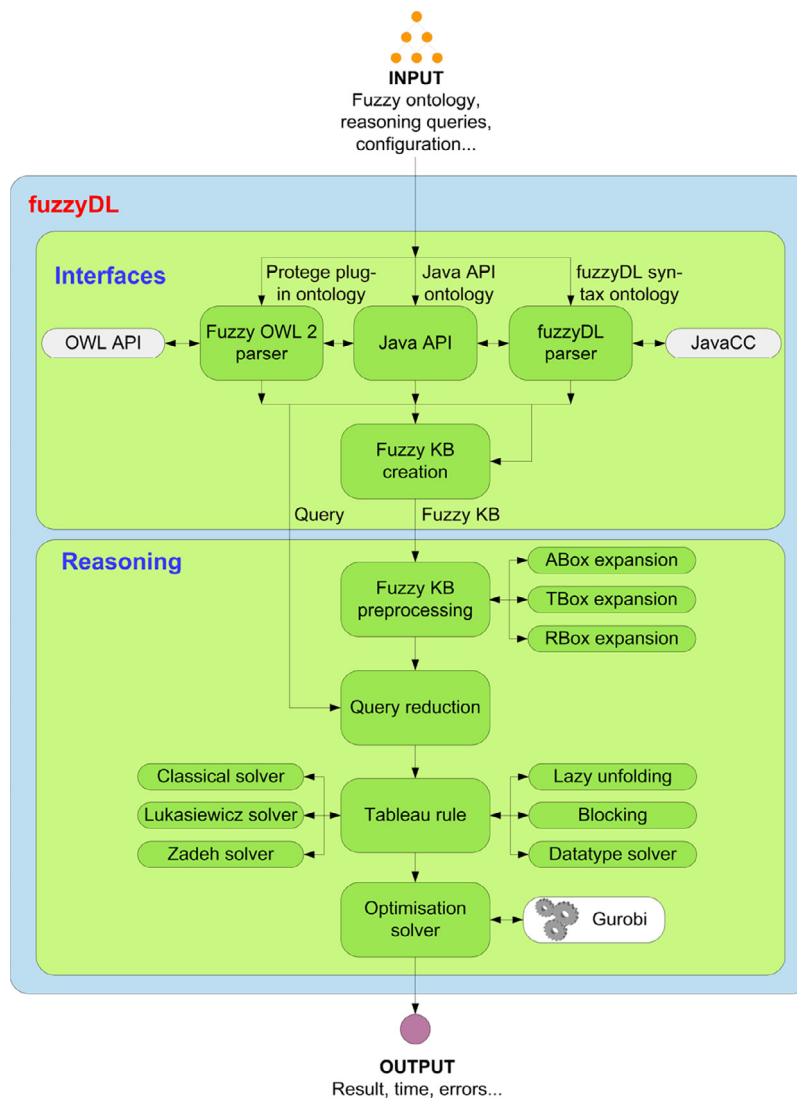 INPUT
Fuzzy ontology,
reasoning queries,
configuration...
fuzzyDL
Interfaces
Protege plug-
in ontology
Java API
ontology
fuzzyDL syn-
tax ontology
OWL API
Fuzzy OWL 2
parser
Java API
fuzzyDL
parser
JavaCC
Fuzzy KB
creation
Query
Fuzzy KB
Reasoning
Fuzzy KB
preprocessing
ABox expansion
TBox expansion
RBox expansion
Query reduction
Classical solver
Lukasiewicz solver
Zadeh solver
Tableau rule
Lazy unfolding
Blocking
Datatype solver
Optimisation
solver
Gurobi
OUTPUT
Result, time, errors...